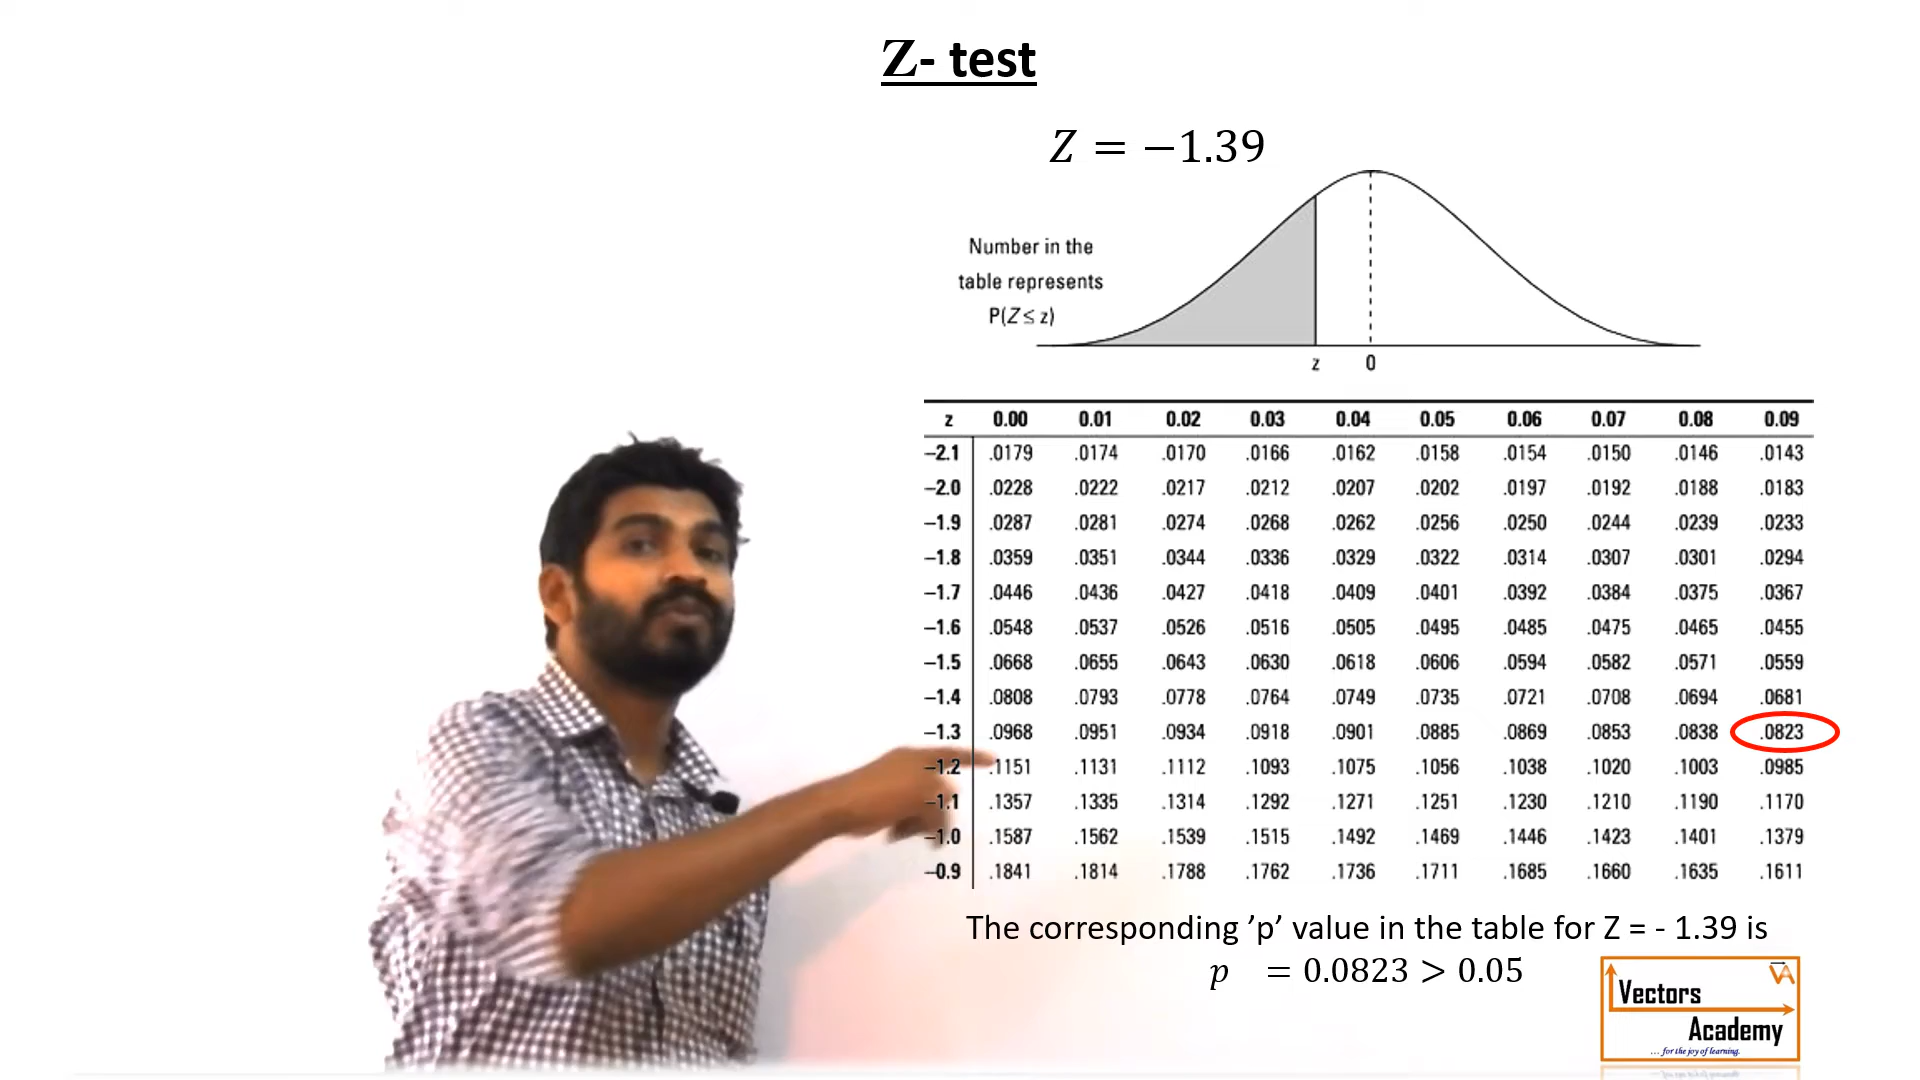 Z- test
Z = −1.39
Number in the
table represents
P(Z ≤ z)
z 0
z 0.00 0.01 0.02 0.03 0.04 0.05 0.06 0.07 0.08 0.09
–2.1 .0179 .0174 .0170 .0166 .0162 .0158 .0154 .0150 .0146 .0143
–2.0 .0228 .0222 .0217 .0212 .0207 .0202 .0197 .0192 .0188 .0183
–1.9 .0287 .0281 .0274 .0268 .0262 .0256 .0250 .0244 .0239 .0233
–1.8 .0359 .0351 .0344 .0336 .0329 .0322 .0314 .0307 .0301 .0294
–1.7 .0446 .0436 .0427 .0418 .0409 .0401 .0392 .0384 .0375 .0367
–1.6 .0548 .0537 .0526 .0516 .0505 .0495 .0485 .0475 .0465 .0455
–1.5 .0668 .0655 .0643 .0630 .0618 .0606 .0594 .0582 .0571 .0559
–1.4 .0808 .0793 .0778 .0764 .0749 .0735 .0721 .0708 .0694 .0681
–1.3 .0968 .0951 .0934 .0918 .0901 .0885 .0869 .0853 .0838 .0823
–1.2 .1151 .1131 .1112 .1093 .1075 .1056 .1038 .1020 .1003 .0985
–1.1 .1357 .1335 .1314 .1292 .1271 .1251 .1230 .1210 .1190 .1170
–1.0 .1587 .1562 .1539 .1515 .1492 .1469 .1446 .1423 .1401 .1379
–0.9 .1841 .1814 .1788 .1762 .1736 .1711 .1685 .1660 .1635 .1611
The corresponding ’p’ value in the table for Z = - 1.39 is
p = 0.0823 > 0.05
VA
Vectors
Academy
... for the joy of learning.